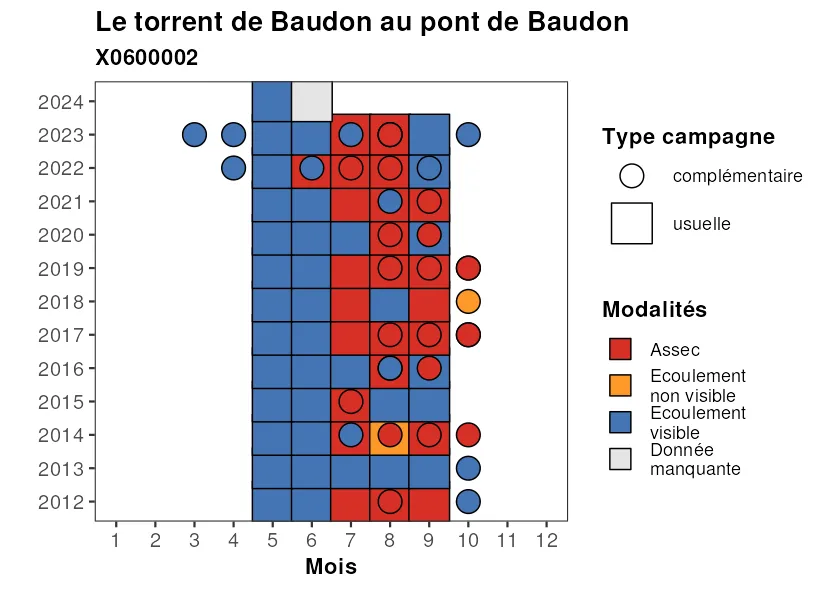 Le torrent de Baudon au pont de Baudon
X0600002
2024
2023
2022
2021
2020
2019
2018
2017
2016
2015
2014
2013
2012
1 2 3 4 5 6 7 8 9 10 11 12
Mois
Type campagne
complémentaire
usuelle
Modalités
Assec
Ecoulement
non visible
Ecoulement
visible
Donnée
manquante